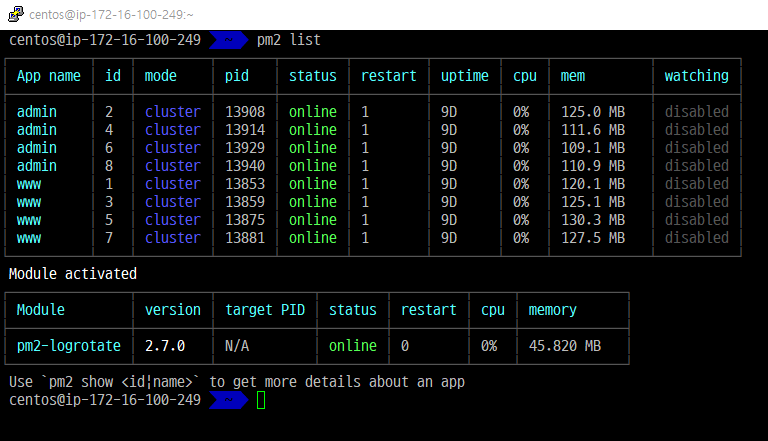 centos@ip-172-16-100-249:~
centos@ip-172-16-100-249 ~ pm2 list
App name id mode pid status restart uptime cpu mem watching
admin 2 cluster 13908 online 1 9D 0% 125.0 MB disabled
admin 4 cluster 13914 online 1 9D 0% 111.6 MB disabled
admin 6 cluster 13929 online 1 9D 0% 109.1 MB disabled
admin 8 cluster 13940 online 1 9D 0% 110.9 MB disabled
www 1 cluster 13853 online 1 9D 0% 120.1 MB disabled
www 3 cluster 13859 online 1 9D 0% 125.1 MB disabled
www 5 cluster 13875 online 1 9D 0% 130.3 MB disabled
www 7 cluster 13881 online 1 9D 0% 127.5 MB disabled
Module activated
Module version target PID status restart cpu memory
pm2-logrotate 2.7.0 N/A online 0 0% 45.820 MB
Use `pm2 show <id|name>` to get more details about an app
centos@ip-172-16-100-249 ~